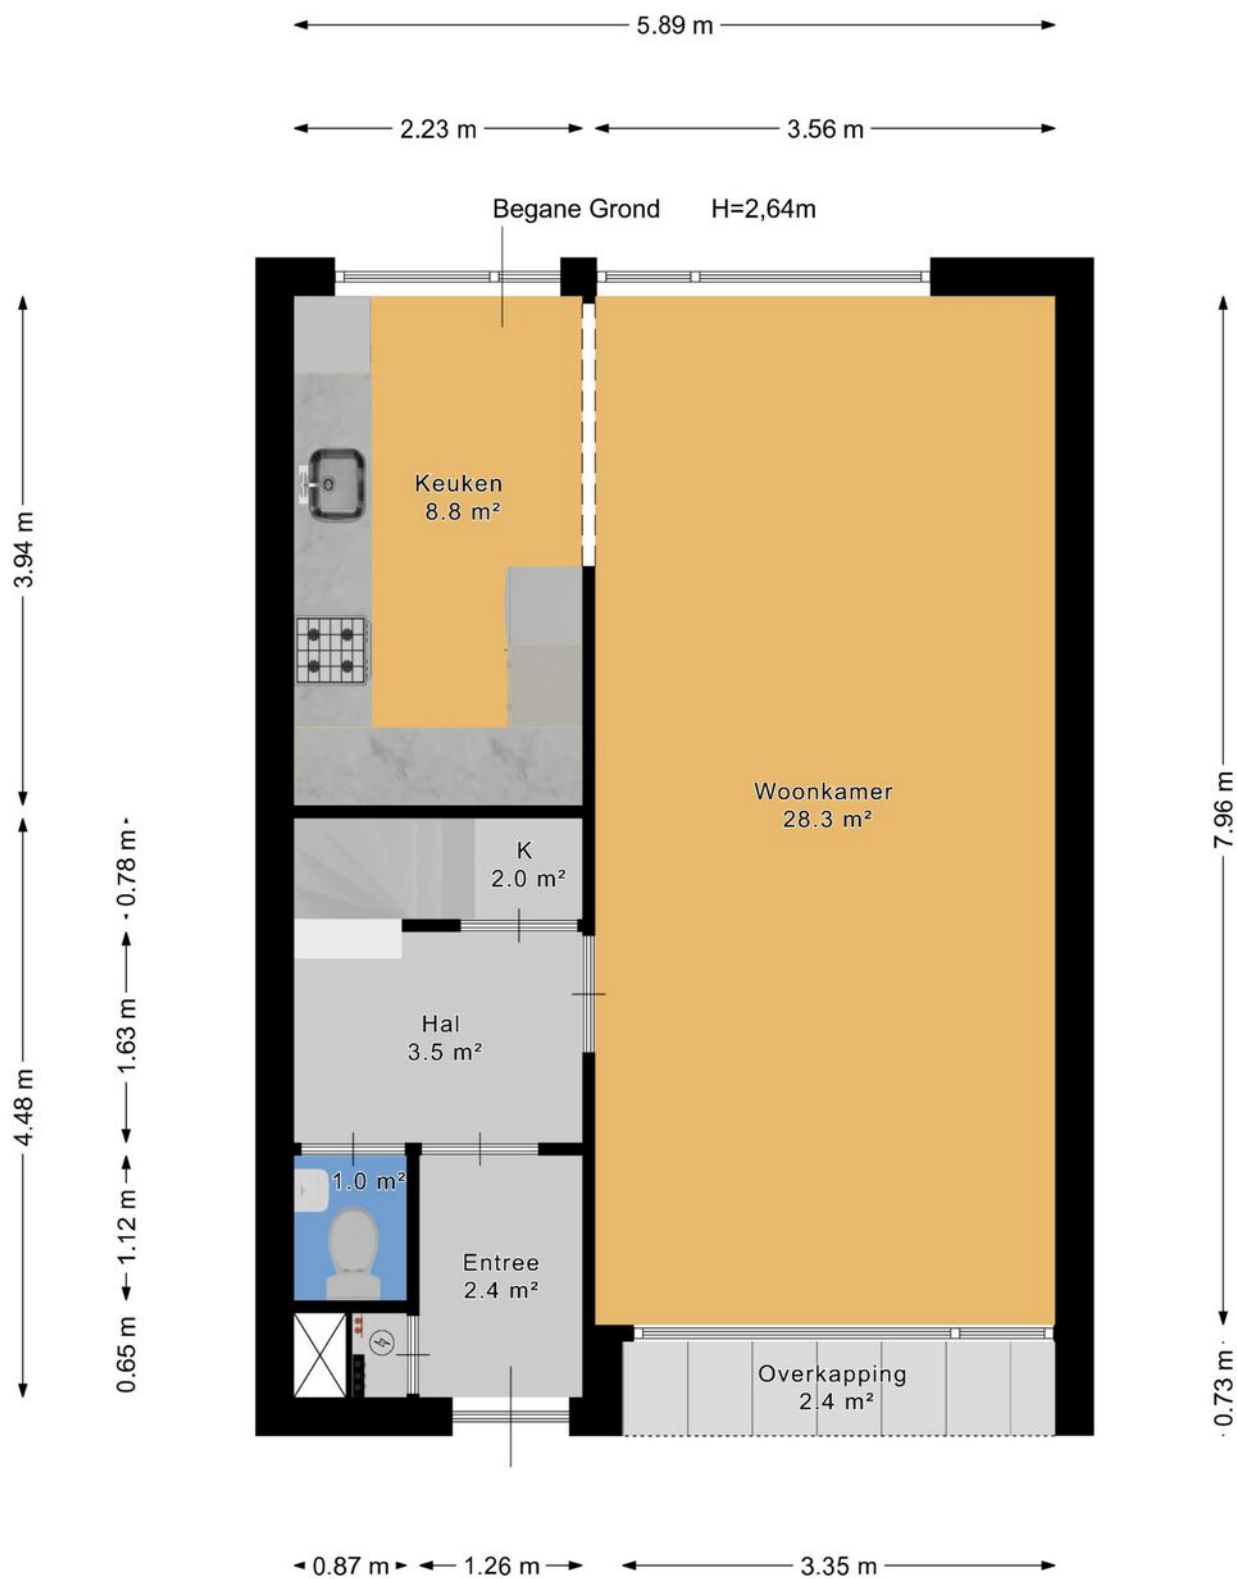 5.89 m
2.23 m
3.56 m
Begane Grond H=2,64m
Keuken
8.8 m²
3.94 m
Woonkamer
28.3 m²
7.96 m
K
2.0 m²
0.78 m
Hal
3.5 m²
1.63 m
4.48 m
1.0 m²
1.12 m
Entree
2.4 m²
0.65 m
Overkapping
2.4 m²
0.73 m
0.87 m
1.26 m
3.35 m